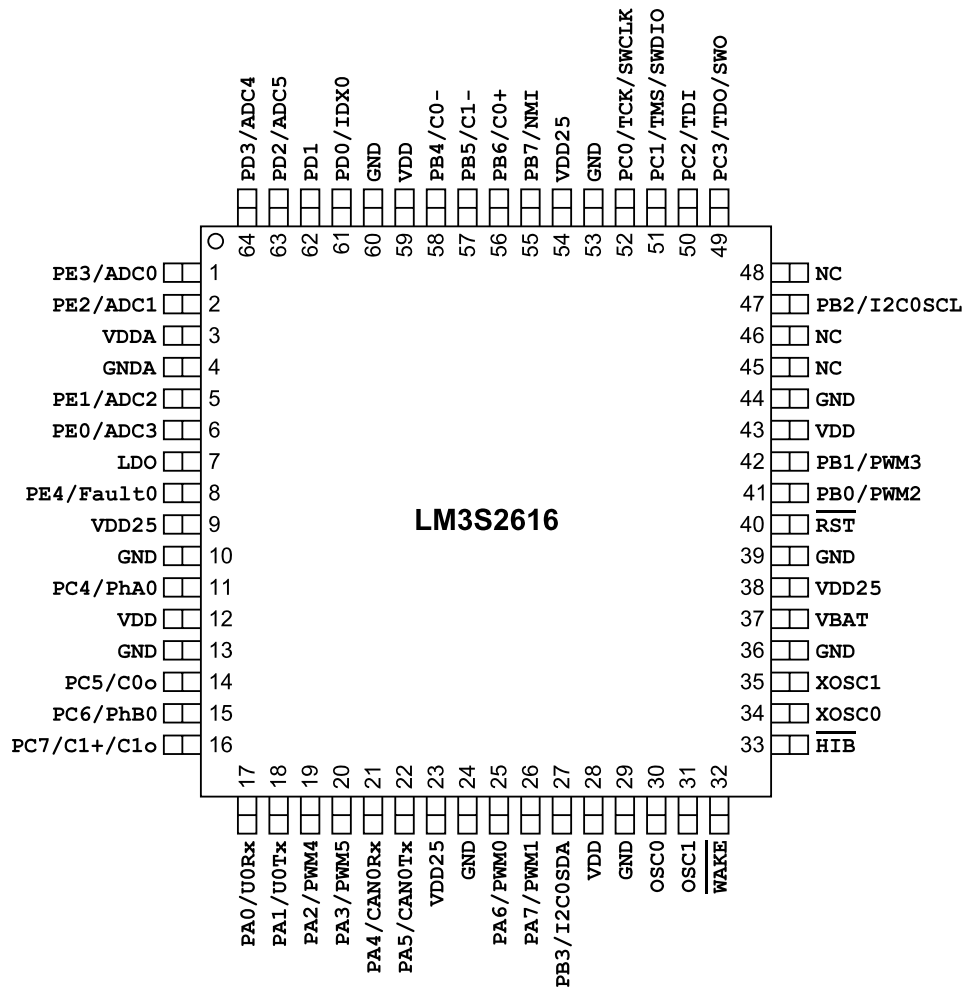 PD3/ADC4
PD2/ADC5
PD1
PD0/IDX0
GND
VDD
PB4/C0-
PB5/C1-
PB6/C0+
PB7/NMI
VDD25
GND
PC0/TCK/SWCLK
PC1/TMS/SWDIO
PC2/TDI
PC3/TDO/SWO
64 63 62 61 60 59 58 57 56 55 54 53 52 51 50 49
PE3/ADC0 1
PE2/ADC1 2
VDDA 3
GNDA 4
PE1/ADC2 5
PE0/ADC3 6
LDO 7
PE4/Fault0 8
VDD25 9
GND 10
PC4/PhA0 11
VDD 12
GND 13
PC5/C0o 14
PC6/PhB0 15
PC7/C1+/C1o 16
LM3S2616
48 NC
47 PB2/I2C0SCL
46 NC
45 NC
44 GND
43 VDD
42 PB1/PWM3
41 PB0/PWM2
40 RST
39 GND
38 VDD25
37 VBAT
36 GND
35 XOSC1
34 XOSC0
33 HIB
17 18 19 20 21 22 23 24 25 26 27 28 29 30 31 32
PA0/U0Rx
PA1/U0Tx
PA2/PWM4
PA3/PWM5
PA4/CAN0Rx
PA5/CAN0Tx
VDD25
GND
PA6/PWM0
PA7/PWM1
PB3/I2C0SDA
VDD
GND
OSC0
OSC1
WAKE